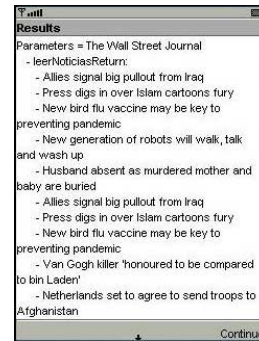 Results
Parameters = The Wall Street Journal
- leerNoticiasReturn:
- Allies signal big pullout from Iraq
- Press digs in over Islam cartoons fury
- New bird flu vaccine may be key to
preventing pandemic
- New generation of robots will walk, talk
and wash up
- Husband absent as murdered mother and
baby are buried
- Allies signal big pullout from Iraq
- Press digs in over Islam cartoons fury
- New bird flu vaccine may be key to
preventing pandemic
- Van Gogh killer 'honoured to be compared
to bin Laden'
- Netherlands set to agree to send troops to
Afghanistan
Continu